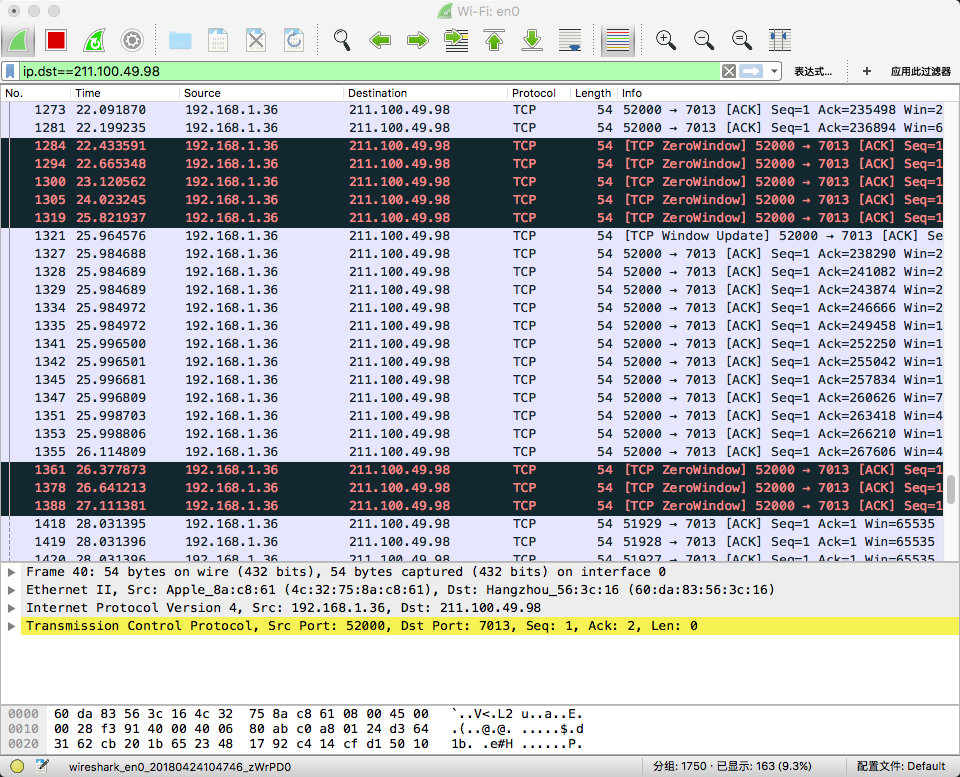 Wi-Fi: en0
ip.dst==211.100.49.98 表达式… + 应用此过滤器
No. Time Source Destination Protocol Length Info
1273 22.091870 192.168.1.36 211.100.49.98 TCP 54 52000 → 7013 [ACK] Seq=1 Ack=235498 Win=2
1281 22.199235 192.168.1.36 211.100.49.98 TCP 54 52000 → 7013 [ACK] Seq=1 Ack=236894 Win=6
1284 22.433591 192.168.1.36 211.100.49.98 TCP 54 [TCP ZeroWindow] 52000 → 7013 [ACK] Seq=1
1294 22.665348 192.168.1.36 211.100.49.98 TCP 54 [TCP ZeroWindow] 52000 → 7013 [ACK] Seq=1
1300 23.120562 192.168.1.36 211.100.49.98 TCP 54 [TCP ZeroWindow] 52000 → 7013 [ACK] Seq=1
1305 24.023245 192.168.1.36 211.100.49.98 TCP 54 [TCP ZeroWindow] 52000 → 7013 [ACK] Seq=1
1319 25.821937 192.168.1.36 211.100.49.98 TCP 54 [TCP ZeroWindow] 52000 → 7013 [ACK] Seq=1
1321 25.964576 192.168.1.36 211.100.49.98 TCP 54 [TCP Window Update] 52000 → 7013 [ACK] Se
1327 25.984688 192.168.1.36 211.100.49.98 TCP 54 52000 → 7013 [ACK] Seq=1 Ack=238290 Win=2
1328 25.984689 192.168.1.36 211.100.49.98 TCP 54 52000 → 7013 [ACK] Seq=1 Ack=241082 Win=2
1329 25.984689 192.168.1.36 211.100.49.98 TCP 54 52000 → 7013 [ACK] Seq=1 Ack=243874 Win=2
1334 25.984972 192.168.1.36 211.100.49.98 TCP 54 52000 → 7013 [ACK] Seq=1 Ack=246666 Win=2
1335 25.984972 192.168.1.36 211.100.49.98 TCP 54 52000 → 7013 [ACK] Seq=1 Ack=249458 Win=1
1341 25.996500 192.168.1.36 211.100.49.98 TCP 54 52000 → 7013 [ACK] Seq=1 Ack=252250 Win=1
1342 25.996501 192.168.1.36 211.100.49.98 TCP 54 52000 → 7013 [ACK] Seq=1 Ack=255042 Win=1
1345 25.996681 192.168.1.36 211.100.49.98 TCP 54 52000 → 7013 [ACK] Seq=1 Ack=257834 Win=1
1347 25.996809 192.168.1.36 211.100.49.98 TCP 54 52000 → 7013 [ACK] Seq=1 Ack=260626 Win=7
1351 25.998703 192.168.1.36 211.100.49.98 TCP 54 52000 → 7013 [ACK] Seq=1 Ack=263418 Win=4
1353 25.998806 192.168.1.36 211.100.49.98 TCP 54 52000 → 7013 [ACK] Seq=1 Ack=266210 Win=1
1355 26.114809 192.168.1.36 211.100.49.98 TCP 54 52000 → 7013 [ACK] Seq=1 Ack=267606 Win=4
1361 26.377873 192.168.1.36 211.100.49.98 TCP 54 [TCP ZeroWindow] 52000 → 7013 [ACK] Seq=1
1378 26.641213 192.168.1.36 211.100.49.98 TCP 54 [TCP ZeroWindow] 52000 → 7013 [ACK] Seq=1
1388 27.111381 192.168.1.36 211.100.49.98 TCP 54 [TCP ZeroWindow] 52000 → 7013 [ACK] Seq=1
1418 28.031395 192.168.1.36 211.100.49.98 TCP 54 51929 → 7013 [ACK] Seq=1 Ack=1 Win=65535
1419 28.031396 192.168.1.36 211.100.49.98 TCP 54 51928 → 7013 [ACK] Seq=1 Ack=1 Win=65535
1420 28.031396 192.168.1.36 211.100.49.98 TCP 54 51927 → 7013 [ACK] Seq=1 Ack=1 Win=65535
Frame 40: 54 bytes on wire (432 bits), 54 bytes captured (432 bits) on interface 0
Ethernet II, Src: Apple_8a:c8:61 (4c:32:75:8a:c8:61), Dst: Hangzhou_56:3c:16 (60:da:83:56:3c:16)
Internet Protocol Version 4, Src: 192.168.1.36, Dst: 211.100.49.98
Transmission Control Protocol, Src Port: 52000, Dst Port: 7013, Seq: 1, Ack: 2, Len: 0
0000 60 da 83 56 3c 16 4c 32 75 8a c8 61 08 00 45 00 `..V<.L2 u..a..E.
0010 00 28 f3 91 40 00 40 06 80 ab c0 a8 01 24 d3 64 .(..@.@. .....$.d
0020 31 62 cb 20 1b 65 23 48 17 92 c4 14 cf d1 50 10 1b. .e#H ......P.
wireshark_en0_20180424104746_zWrPD0 分组: 1750 · 已显示: 163 (9.3%) 配置文件: Default